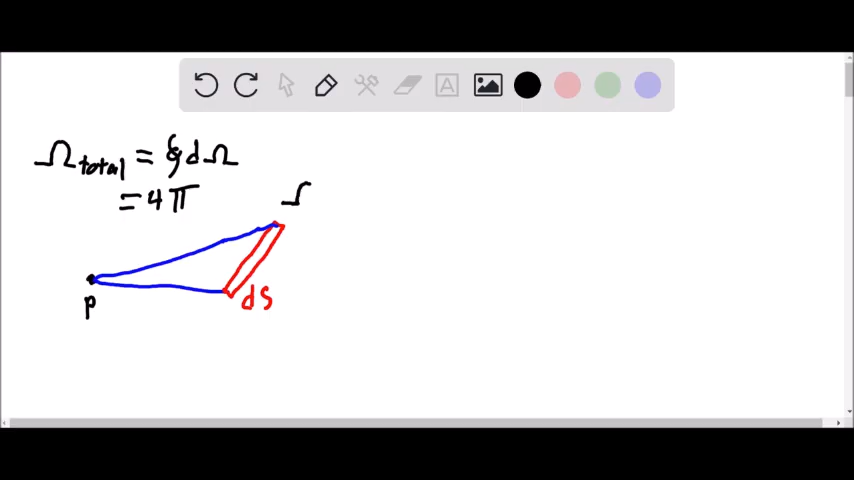 Ω_total = ∮dΩ
= 4π
P
dS